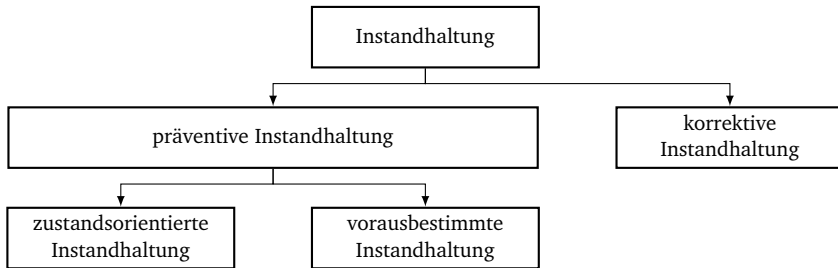 Instandhaltung
präventive Instandhaltung
korrektive
Instandhaltung
zustandsorientierte
Instandhaltung
vorausbestimmte
Instandhaltung